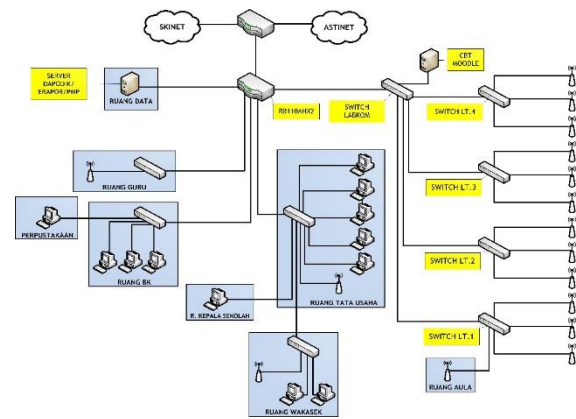 SKINET
ASTINET
SERVER
DAPODIK/
ERAPOR/PMP
RUANG DATA
RB1100AHX2
SWITCH
LABKOM
CBT
MOODLE
SWITCH LT.4
RUANG GURU
SWITCH LT.3
PERPUSTAKAAN
RUANG BK
SWITCH LT.2
R. KEPALA SEKOLAH
RUANG TATA USAHA
SWITCH LT.1
RUANG AULA
RUANG WAKASEK